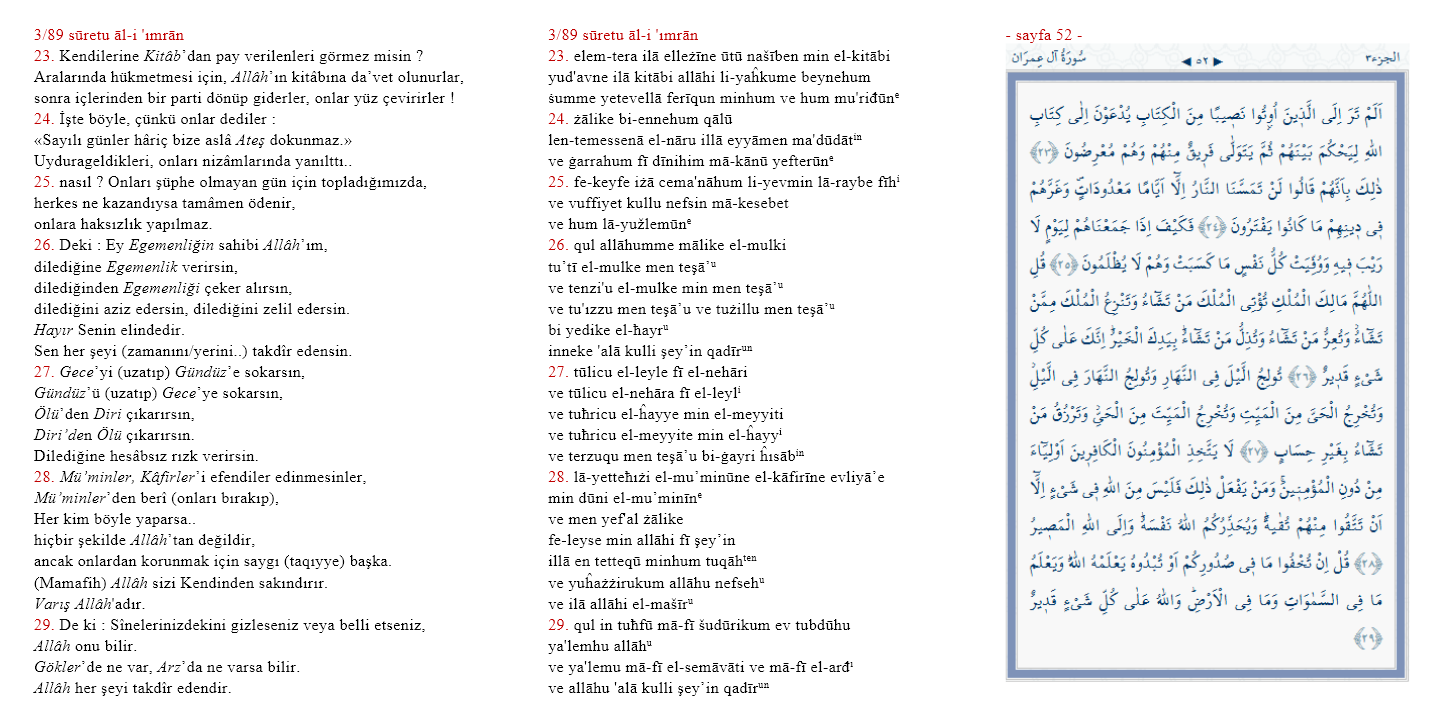 3/89 sūretu āl-i 'ımrān
23. Kendilerine Kitâb’dan pay verilenleri görmez misin ?
Aralarında hükmetmesi için, Allâh’ın kitâbına da’vet olunurlar,
sonra içlerinden bir parti dönüp giderler, onlar yüz çevirirler !
24. İşte böyle, çünkü onlar dediler :
«Sayılı günler hâriç bize aslâ Ateş dokunmaz.»
Uydurageldikleri, onları nizâmlarında yanılttı..
25. nasıl ? Onları şüphe olmayan gün için topladığımızda,
herkes ne kazandıysa tamâmen ödenir,
onlara haksızlık yapılmaz.
26. Deki : Ey Egemenliğin sahibi Allâh’ım,
dilediğine Egemenlik verirsin,
dilediğinden Egemenliği çeker alırsın,
dilediğini aziz edersin, dilediğini zelil edersin.
Hayır Senin elindedir.
Sen her şeyi (zamanını/yerini..) takdîr edensin.
27. Gece’yi (uzatıp) Gündüz’e sokarsın,
Gündüz’ü (uzatıp) Gece’ye sokarsın,
Ölü’den Diri çıkarırsın,
Diri’den Ölü çıkarırsın.
Dilediğine hesâbsız rızk verirsin.
28. Mü’minler, Kâfirler’i efendiler edinmesinler,
Mü’minler’den berî (onları bırakıp),
Her kim böyle yaparsa..
hiçbir şekilde Allâh’tan değildir,
ancak onlardan korunmak için saygı (taqıyye) başka.
(Mamafih) Allâh sizi Kendinden sakındırır.
Varış Allâh'adır.
29. De ki : Sînelerinizdekini gizleseniz veya belli etseniz,
Allâh onu bilir.
Gökler’de ne var, Arz’da ne varsa bilir.
Allâh her şeyi takdîr edendir.
3/89 sūretu āl-i 'ımrān
23. elem-tera ilā elleżīne ūtū našīben min el-kitābi
yud'avne ilā kitābi allāhi li-yaĥkume beynehum
ṡumme yetevellā ferīqun minhum ve hum mu'riđūnᵉ
24. żālike bi-ennehum qālū
len-temessenā el-nāru illā eyyāmen ma'dūdātⁱⁿ
ve ġarrahum fī dīnihim mā-kānū yefterūnᵉ
25. fe-keyfe iżā cema'nāhum li-yevmin lā-raybe fīhⁱ
ve vuffiyet kullu nefsin mā-kesebet
ve hum lā-yužlemūnᵉ
26. qul allāhumme mālike el-mulki
tu’tī el-mulke men teşā’ᵘ
ve tenzi'u el-mulke min men teşā’ᵘ
ve tu'ızzu men teşā’u ve tużillu men teşā’ᵘ
bi yedike el-ħayrᵘ
inneke 'alā kulli şey’in qadīrᵘⁿ
27. tūlicu el-leyle fī el-nehāri
ve tūlicu el-nehāra fī el-leylⁱ
ve tuħricu el-ĥayye min el-meyyiti
ve tuħricu el-meyyite min el-ĥayyⁱ
ve terzuqu men teşā’u bi-ġayri ĥısābⁱⁿ
28. lā-yetteħıżi el-mu’minūne el-kāfirīne evliyā’e
min dūni el-mu’minīnᵉ
ve men yef'al żālike
fe-leyse min allāhi fī şey’in
illā en tetteqū minhum tuqāhᵗᵉⁿ
ve yuĥażżirukum allāhu nefsehᵘ
ve ilā allāhi el-mašīrᵘ
29. qul in tuħfū mā-fī šudūrikum ev tubdūhu
ya'lemhu allāhᵘ
ve ya'lemu mā-fī el-semāvāti ve mā-fī el-arđⁱ
ve allāhu 'alā kulli şey’in qadīrᵘⁿ
- sayfa 52 -
سُورَةُ آلِ عِمرَان ◀ ٥٢ ▶ الجزء٣
اَلَمْ تَرَ اِلَى الَّذ۪ينَ اُو۫تُوا نَص۪يبًا مِنَ الْكِتَابِ يُدْعَوْنَ اِلٰى كِتَابِ
اللّٰهِ لِيَحْكُمَ بَيْنَهُمْ ثُمَّ يَتَوَلّٰى فَر۪يقٌ مِنْهُمْ وَهُمْ مُعْرِضُونَ ﴿٢٣﴾
ذٰلِكَ بِاَنَّهُمْ قَالُوا لَنْ تَمَسَّنَا النَّارُ اِلَّٓا اَيَّامًا مَعْدُودَاتٍۖ وَغَرَّهُمْ
ف۪ي د۪ينِهِمْ مَا كَانُوا يَفْتَرُونَ ﴿٢٤﴾ فَكَيْفَ اِذَا جَمَعْنَاهُمْ لِيَوْمٍ لَا
رَيْبَ ف۪يهِ وَوُفِّيَتْ كُلُّ نَفْسٍ مَا كَسَبَتْ وَهُمْ لَا يُظْلَمُونَ ﴿٢٥﴾ قُلِ
اللّٰهُمَّ مَالِكَ الْمُلْكِ تُؤْتِي الْمُلْكَ مَنْ تَشَٓاءُ وَتَنْزِعُ الْمُلْكَ مِمَّنْ
تَشَٓاءُۘ وَتُعِزُّ مَنْ تَشَٓاءُ وَتُذِلُّ مَنْ تَشَٓاءُۜ بِيَدِكَ الْخَيْرُۜ اِنَّكَ عَلٰى كُلِّ
شَيْءٍ قَد۪يرٌ ﴿٢٦﴾ تُولِجُ الَّيْلَ فِي النَّهَارِ وَتُولِجُ النَّهَارَ فِي الَّيْلِۘ
وَتُخْرِجُ الْحَيَّ مِنَ الْمَيِّتِ وَتُخْرِجُ الْمَيِّتَ مِنَ الْحَيِّۘ وَتَرْزُقُ مَنْ
تَشَٓاءُ بِغَيْرِ حِسَابٍ ﴿٢٧﴾ لَا يَتَّخِذِ الْمُؤْمِنُونَ الْكَافِر۪ينَ اَوْلِيَٓاءَ
مِنْ دُونِ الْمُؤْمِن۪ينَۚ وَمَنْ يَفْعَلْ ذٰلِكَ فَلَيْسَ مِنَ اللّٰهِ ف۪ي شَيْءٍ اِلَّٓا
اَنْ تَتَّقُوا مِنْهُمْ تُقٰيةًۜ وَيُحَذِّرُكُمُ اللّٰهُ نَفْسَهُۜ وَاِلَى اللّٰهِ الْمَص۪يرُ
﴿٢٨﴾ قُلْ اِنْ تُخْفُوا مَا ف۪ي صُدُورِكُمْ اَوْ تُبْدُوهُ يَعْلَمْهُ اللّٰهُۜ وَيَعْلَمُ
مَا فِي السَّمٰوَاتِ وَمَا فِي الْاَرْضِۜ وَاللّٰهُ عَلٰى كُلِّ شَيْءٍ قَد۪يرٌ
﴿٢٩﴾